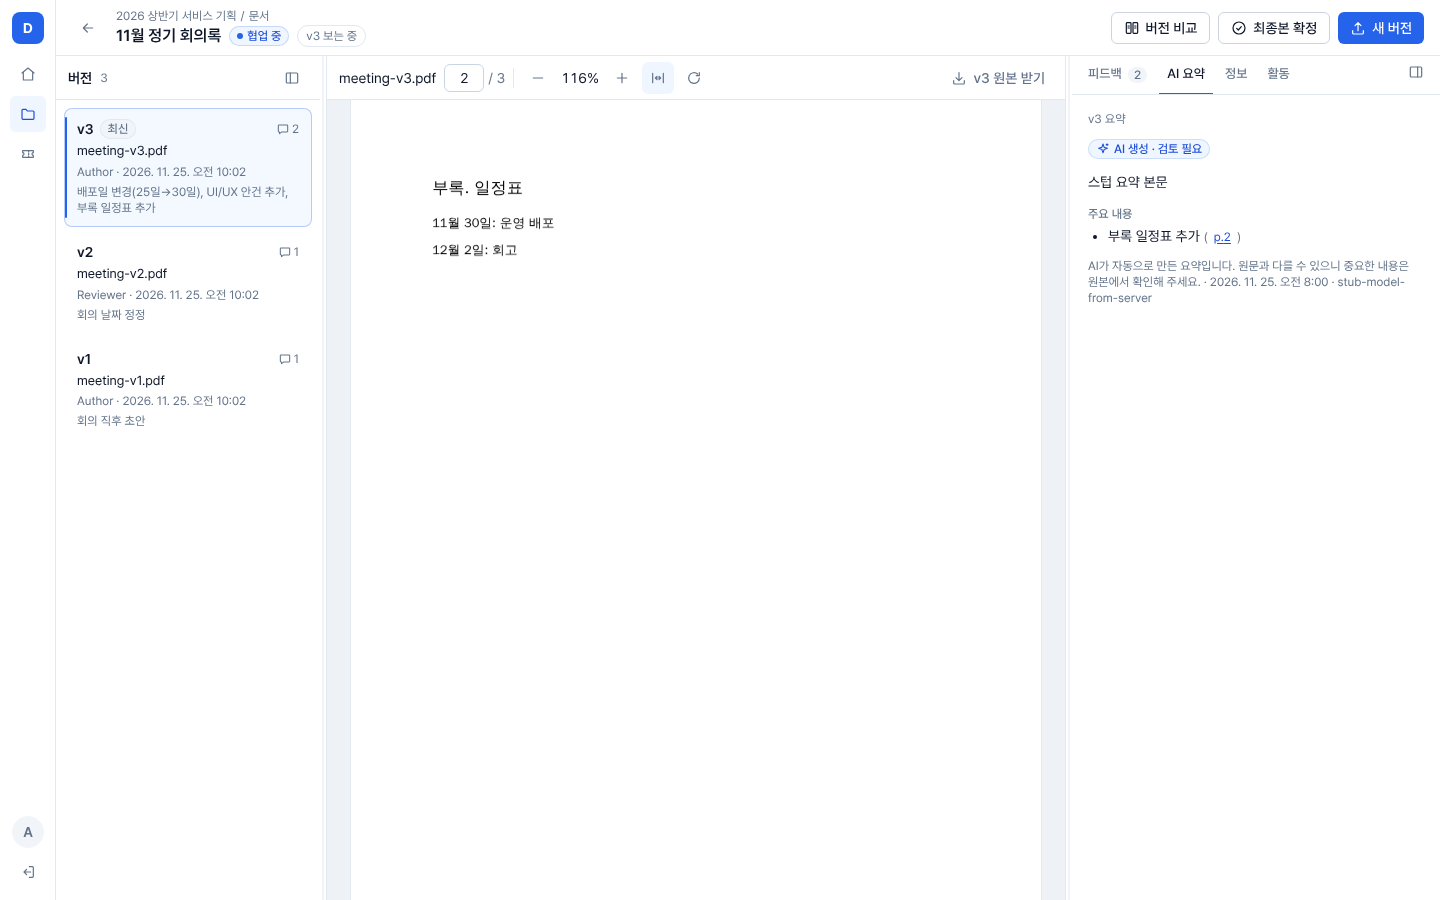 D
2026 상반기 서비스 기획 / 문서
11월 정기 회의록 협업 중 v3 보는 중
버전 비교 최종본 확정 새 버전
버전 3
v3 최신 2
meeting-v3.pdf
Author · 2026. 11. 25. 오전 10:02
배포일 변경(25일→30일), UI/UX 안건 추가,
부록 일정표 추가
v2 1
meeting-v2.pdf
Reviewer · 2026. 11. 25. 오전 10:02
회의 날짜 정정
v1 1
meeting-v1.pdf
Author · 2026. 11. 25. 오전 10:02
회의 직후 초안
meeting-v3.pdf 2 / 3 116% v3 원본 받기
부록. 일정표
11월 30일: 운영 배포
12월 2일: 회고
피드백 2 AI 요약 정보 활동
v3 요약
AI 생성 · 검토 필요
스텁 요약 본문
주요 내용
• 부록 일정표 추가 ( p.2 )
AI가 자동으로 만든 요약입니다. 원문과 다를 수 있으니 중요한 내용은
원본에서 확인해 주세요. · 2026. 11. 25. 오전 8:00 · stub-model-
from-server
A